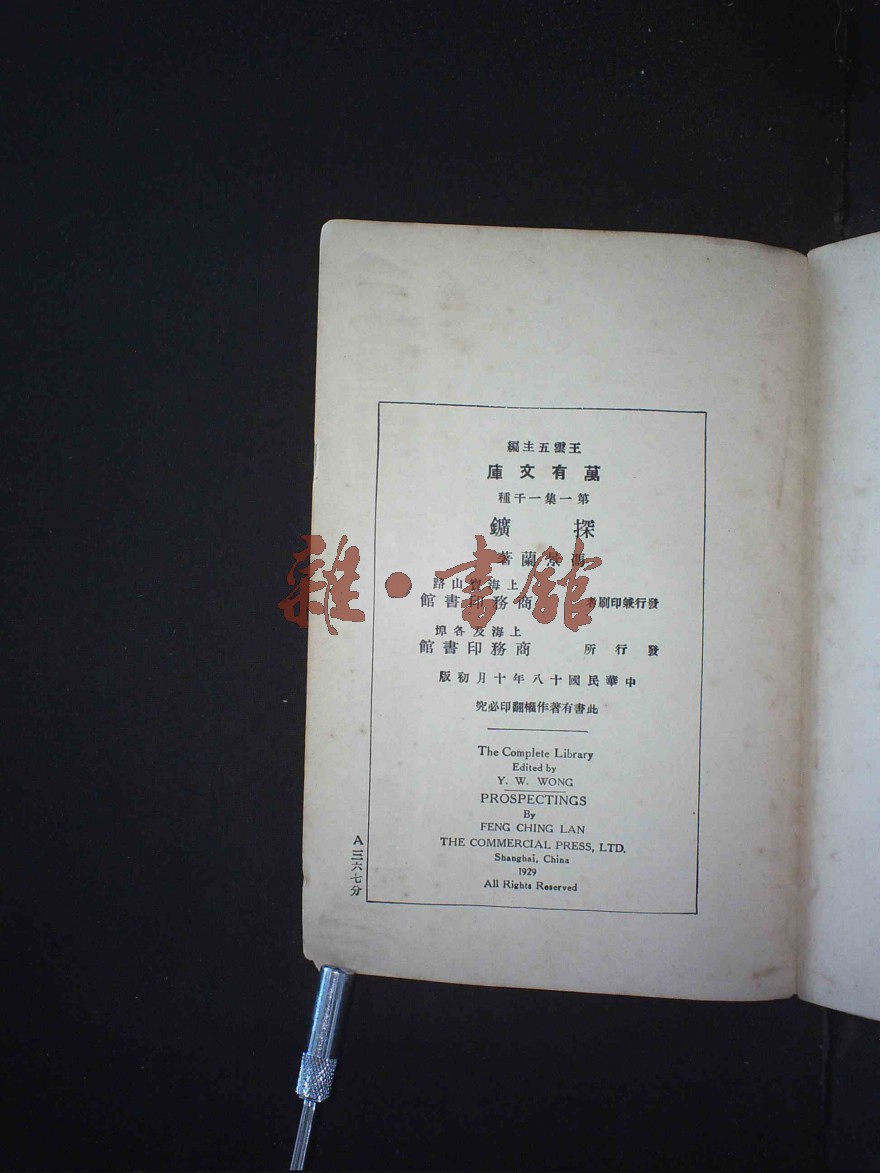 王雲五主編
萬有文庫
第一集一千種
探鑛
馮景蘭著
上海寶山路
發行兼印刷者 商務印書館
上海及各埠
發行所 商務印書館
中華民國十八年十月初版
此書有著作權翻印必究
The Complete Library
Edited by
Y. W. WONG
PROSPECTINGS
By
FENG CHING LAN
THE COMMERCIAL PRESS, LTD.
Shanghai, China
1929
All Rights Reserved
A三六七分
雜·書館